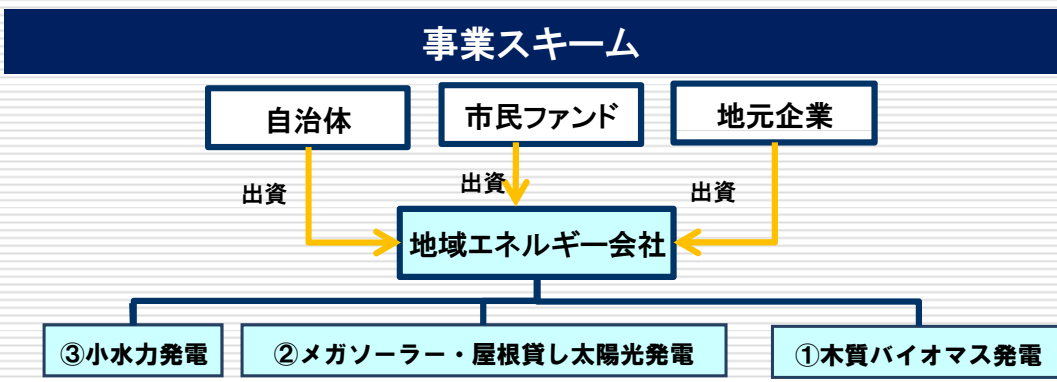 事業スキーム
自治体
市民ファンド
地元企業
出資
出資
出資
地域エネルギー会社
③小水力発電
②メガソーラー・屋根貸し太陽光発電
①木質バイオマス発電